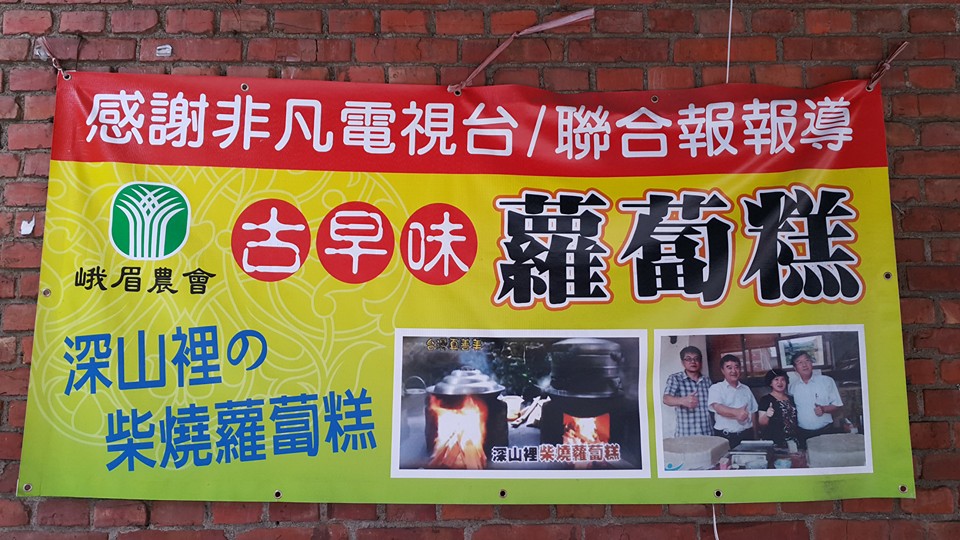 感謝非凡電視台/聯合報報導
峨眉農會
古早味
蘿蔔糕
深山裡の
柴燒蘿蔔糕
台灣真善美
深山裡柴燒蘿蔔糕